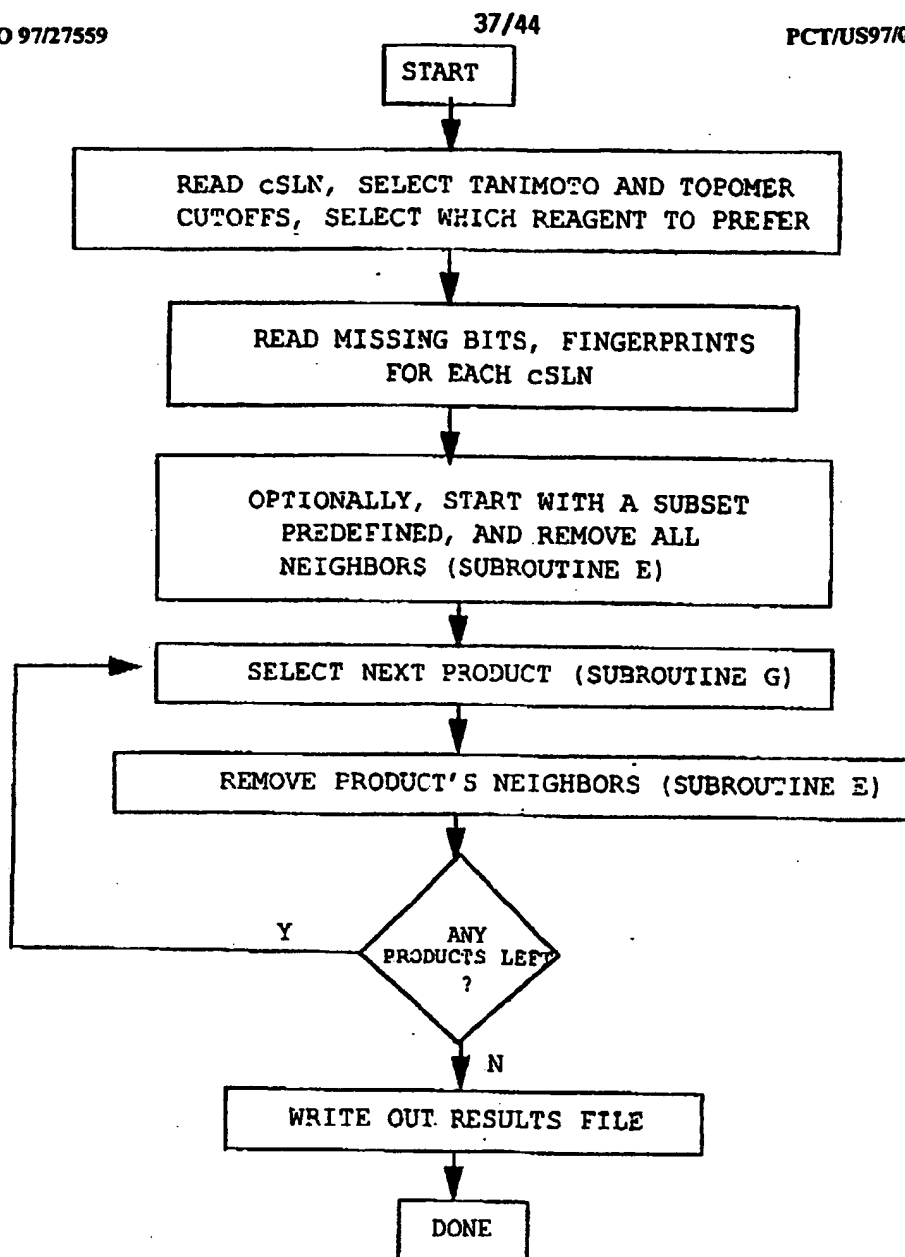 O 97/27559
37/44
PCT/US97/0
START
READ cSLN, SELECT TANIMOTO AND TOPOMER
CUTOFFS, SELECT WHICH REAGENT TO PREFER
READ MISSING BITS, FINGERPRINTS
FOR EACH cSLN
OPTIONALLY, START WITH A SUBSET
PREDEFINED, AND REMOVE ALL
NEIGHBORS (SUBROUTINE E)
SELECT NEXT PRODUCT (SUBROUTINE G)
REMOVE PRODUCT'S NEIGHBORS (SUBROUTINE E)
Y
ANY
PRODUCTS LEFT
?
N
WRITE OUT RESULTS FILE
DONE